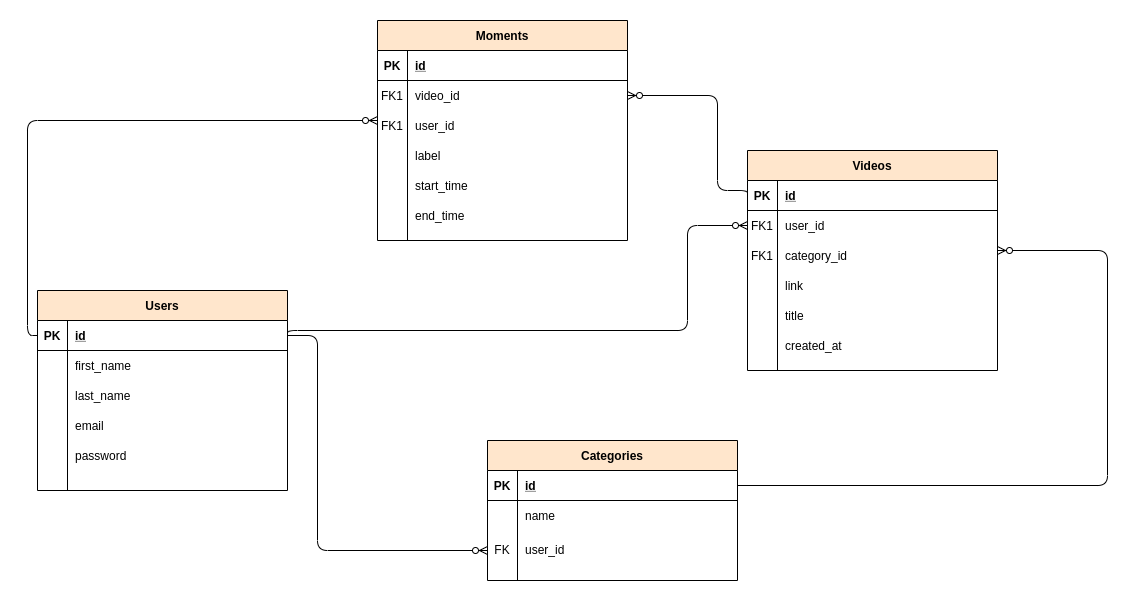 Moments
PK id
FK1 video_id
FK1 user_id
label
start_time
end_time
Videos
PK id
FK1 user_id
FK1 category_id
link
title
created_at
Users
PK id
first_name
last_name
email
password
Categories
PK id
name
FK user_id